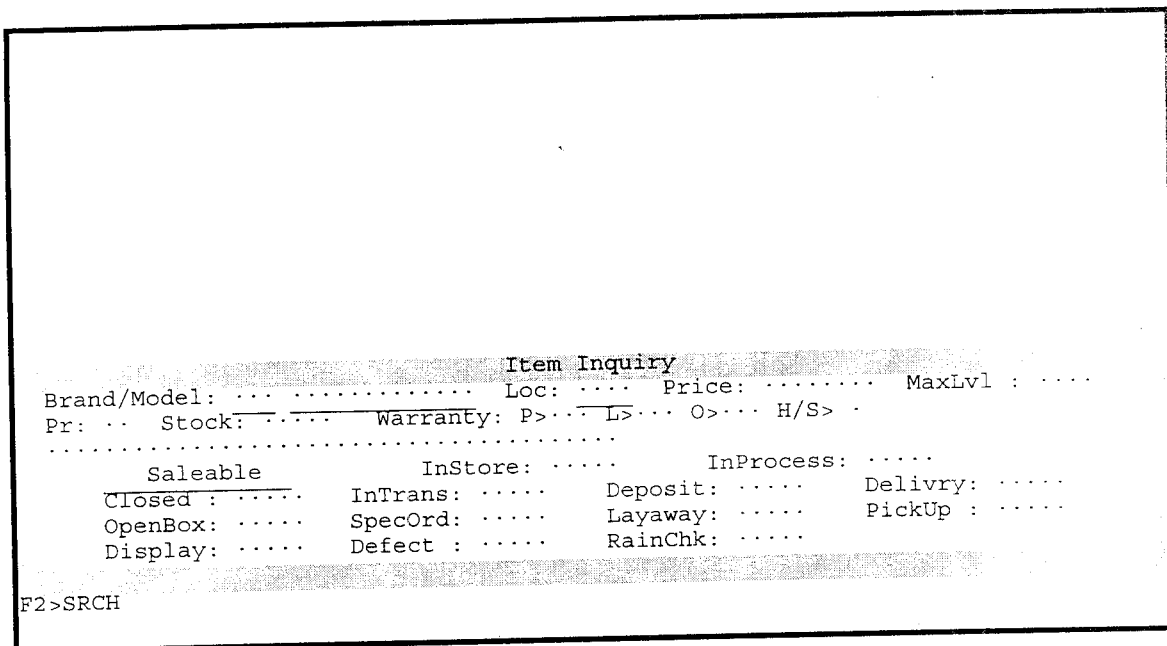 Item Inquiry
Brand/Model: ··· ·············  Loc: ····  Price: ········  MaxLvl : ····
Pr: ··  Stock: ·····  Warranty: P>··· L>··· O>··· H/S> ·
········································
Saleable  InStore: ·····  InProcess: ·····
Closed : ·····  InTrans: ·····  Deposit: ·····  Delivry: ·····
OpenBox: ·····  SpecOrd: ·····  Layaway: ·····  PickUp : ·····
Display: ·····  Defect : ·····  RainChk: ·····
F2>SRCH